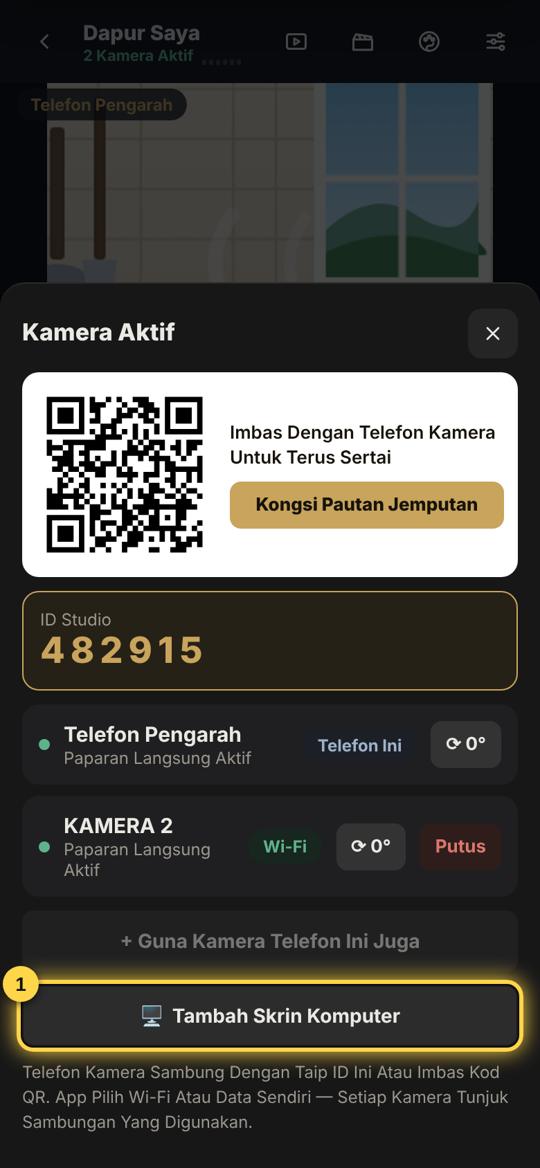 Dapur Saya
2 Kamera Aktif
Telefon Pengarah
Kamera Aktif
Imbas Dengan Telefon Kamera
Untuk Terus Sertai
Kongsi Pautan Jemputan
ID Studio
482915
Telefon Pengarah
Paparan Langsung Aktif
Telefon Ini
⟳ 0°
KAMERA 2
Paparan Langsung
Aktif
Wi-Fi
⟳ 0°
Putus
+ Guna Kamera Telefon Ini Juga
1
🖥️ Tambah Skrin Komputer
Telefon Kamera Sambung Dengan Taip ID Ini Atau Imbas Kod
QR. App Pilih Wi-Fi Atau Data Sendiri — Setiap Kamera Tunjuk
Sambungan Yang Digunakan.